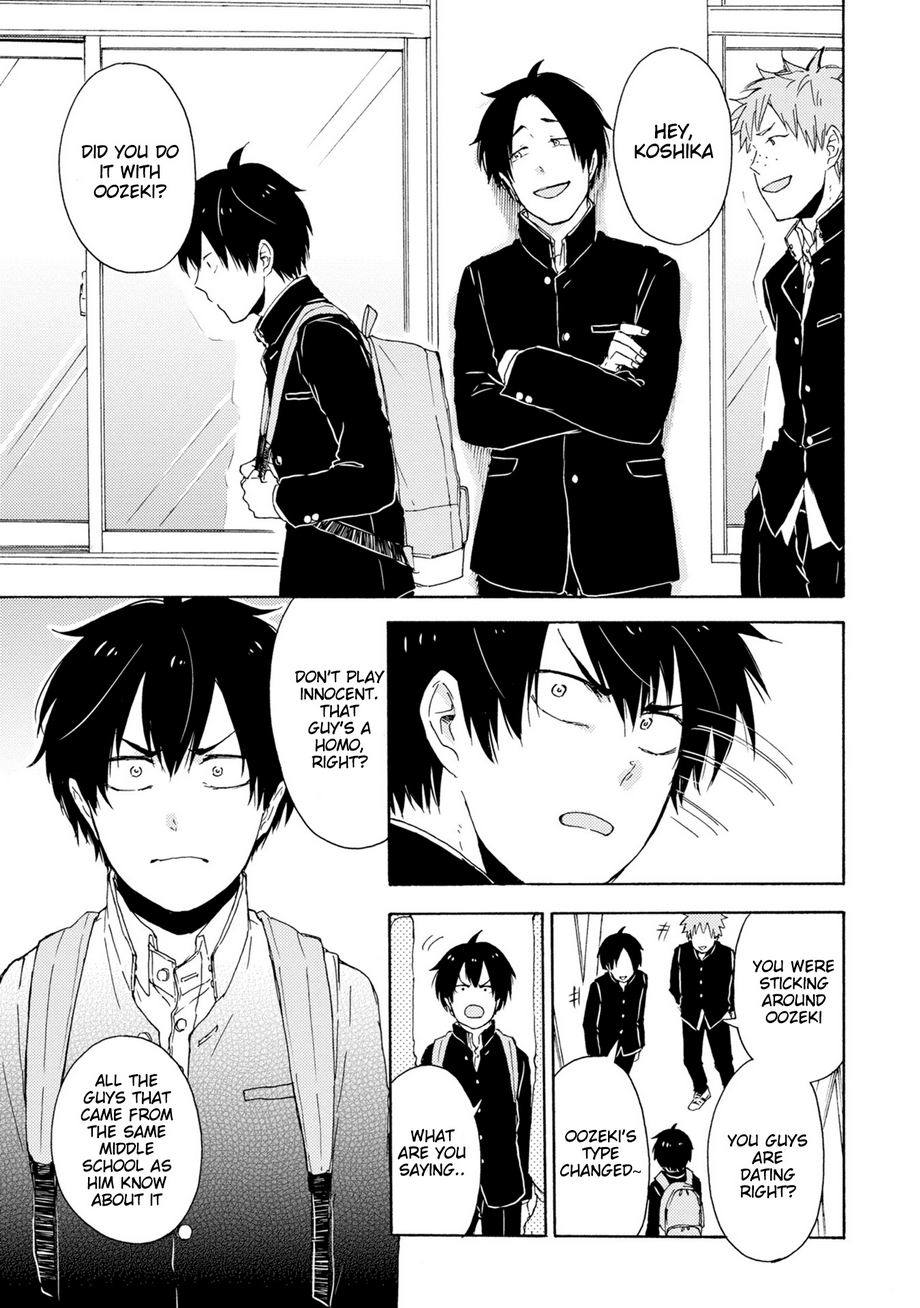 HEY,
KOSHIKA
DID YOU DO
IT WITH
OOZEKI?
YOU WERE
STICKING
AROUND
OOZEKI
YOU GUYS
ARE
DATING
RIGHT?
OOZEKI'S
TYPE
CHANGED~
WHAT
ARE YOU
SAYING..
DON'T PLAY
INNOCENT.
THAT
GUY'S A
HOMO,
RIGHT?
ALL THE
GUYS THAT
CAME FROM
THE SAME
MIDDLE
SCHOOL AS
HIM KNOW
ABOUT IT